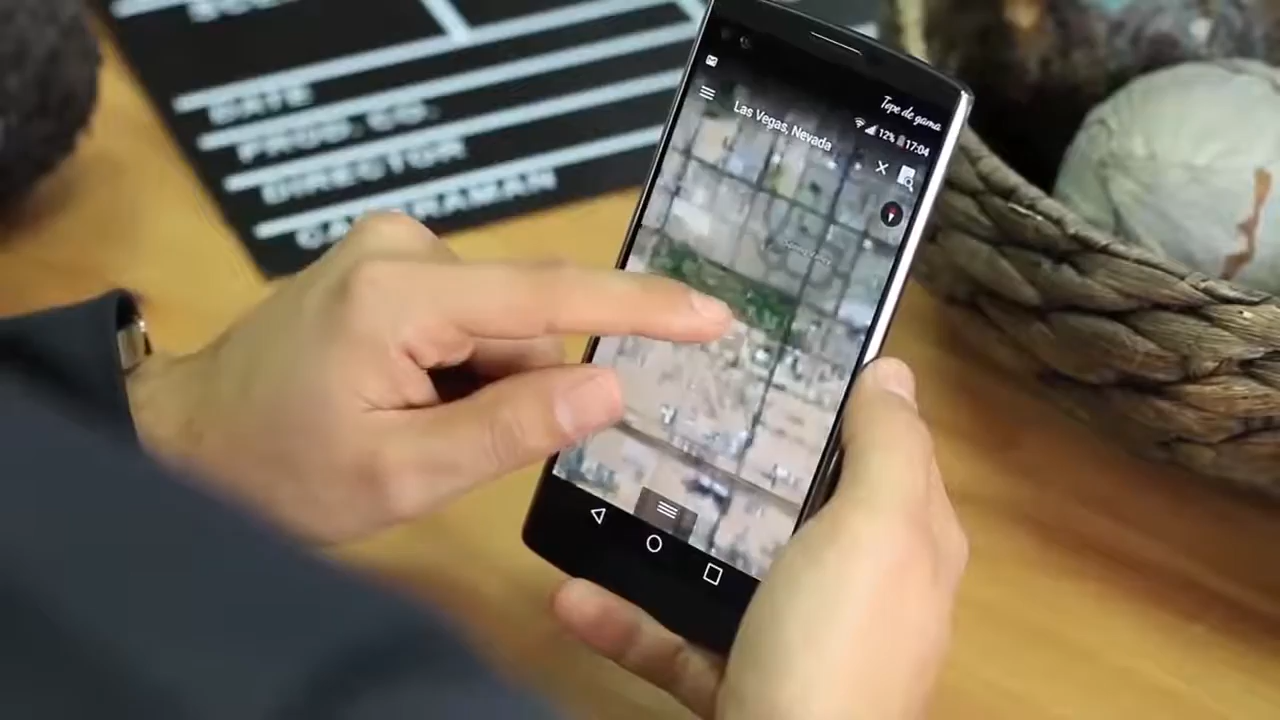 DATE
PROD. CO.
DIRECTOR
CAMERAMAN
Tope de gama
12% 17:04
Las Vegas, Nevada